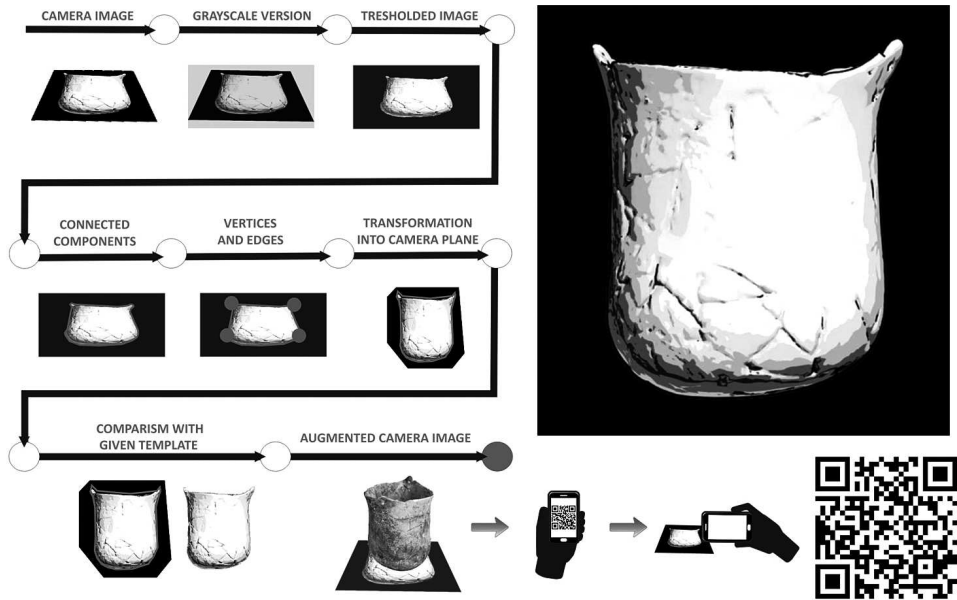 CAMERA IMAGE
GRAYSCALE VERSION
TRESHOLDED IMAGE
CONNECTED
COMPONENTS
VERTICES
AND EDGES
TRANSFORMATION
INTO CAMERA PLANE
COMPARISM WITH
GIVEN TEMPLATE
AUGMENTED CAMERA IMAGE